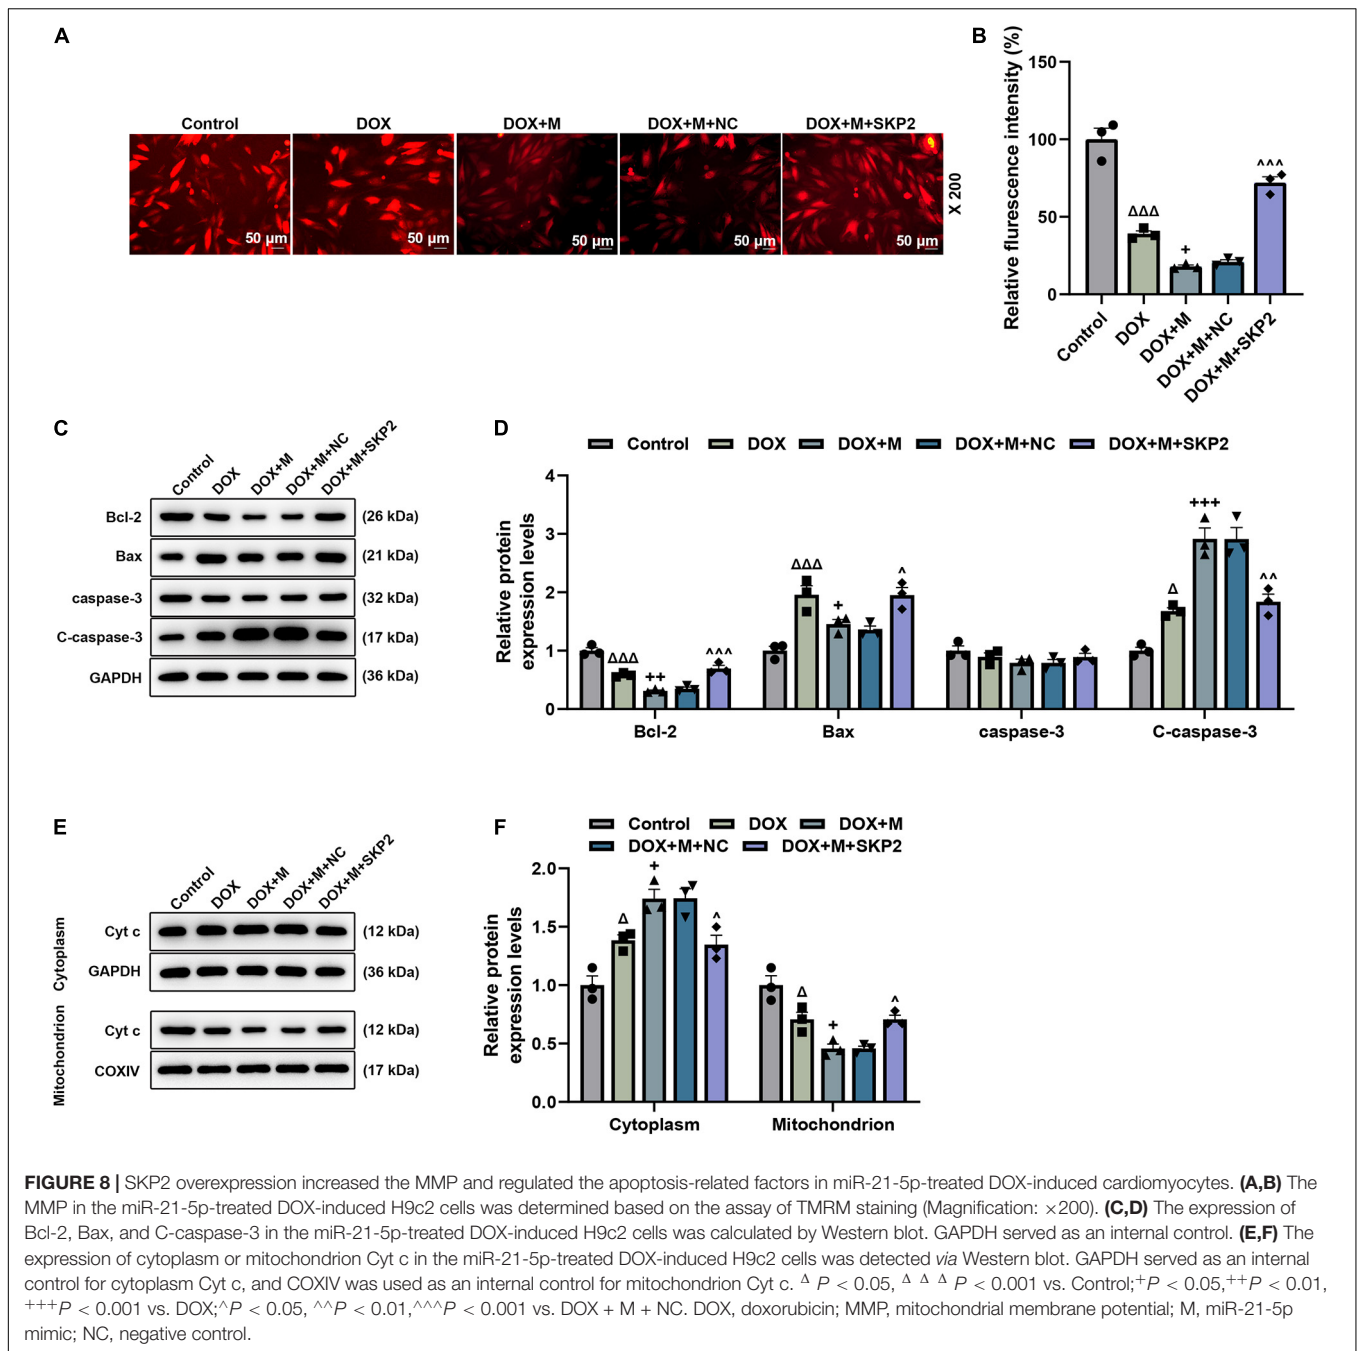 A
Control DOX DOX+M DOX+M+NC DOX+M+SKP2
50 µm 50 µm 50 µm 50 µm 50 µm
X 200
B
Relative flurescence intensity (%)
150
100
50
0
ΔΔΔ
+
^^^
Control DOX DOX+M DOX+M+NC DOX+M+SKP2
C
Control DOX DOX+M DOX+M+NC DOX+M+SKP2
Bcl-2 (26 kDa)
Bax (21 kDa)
caspase-3 (32 kDa)
C-caspase-3 (17 kDa)
GAPDH (36 kDa)
D
Control DOX DOX+M DOX+M+NC DOX+M+SKP2
Relative protein
expression levels
4
3
2
1
0
ΔΔΔ ++ ^^^
ΔΔΔ + ^
Δ +++ ^^
Bcl-2 Bax caspase-3 C-caspase-3
E
Control DOX DOX+M DOX+M+NC DOX+M+SKP2
Cytoplasm
Cyt c (12 kDa)
GAPDH (36 kDa)
Mitochondrion
Cyt c (12 kDa)
COXIV (17 kDa)
F
Control DOX DOX+M
DOX+M+NC DOX+M+SKP2
Relative protein
expression levels
2.0
1.5
1.0
0.5
0.0
Δ + ^
Δ + ^
Cytoplasm Mitochondrion
FIGURE 8 | SKP2 overexpression increased the MMP and regulated the apoptosis-related factors in miR-21-5p-treated DOX-induced cardiomyocytes. (A,B) The
MMP in the miR-21-5p-treated DOX-induced H9c2 cells was determined based on the assay of TMRM staining (Magnification: ×200). (C,D) The expression of
Bcl-2, Bax, and C-caspase-3 in the miR-21-5p-treated DOX-induced H9c2 cells was calculated by Western blot. GAPDH served as an internal control. (E,F) The
expression of cytoplasm or mitochondrion Cyt c in the miR-21-5p-treated DOX-induced H9c2 cells was detected via Western blot. GAPDH served as an internal
control for cytoplasm Cyt c, and COXIV was used as an internal control for mitochondrion Cyt c. Δ P < 0.05, Δ Δ Δ P < 0.001 vs. Control;+P < 0.05,++P < 0.01,
+++P < 0.001 vs. DOX;^P < 0.05, ^^P < 0.01,^^^P < 0.001 vs. DOX + M + NC. DOX, doxorubicin; MMP, mitochondrial membrane potential; M, miR-21-5p
mimic; NC, negative control.